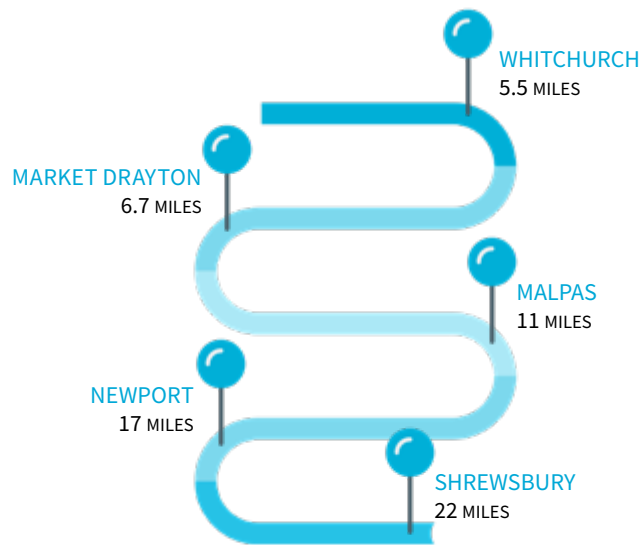 WHITCHURCH
5.5 MILES
MARKET DRAYTON
6.7 MILES
MALPAS
11 MILES
NEWPORT
17 MILES
SHREWSBURY
22 MILES